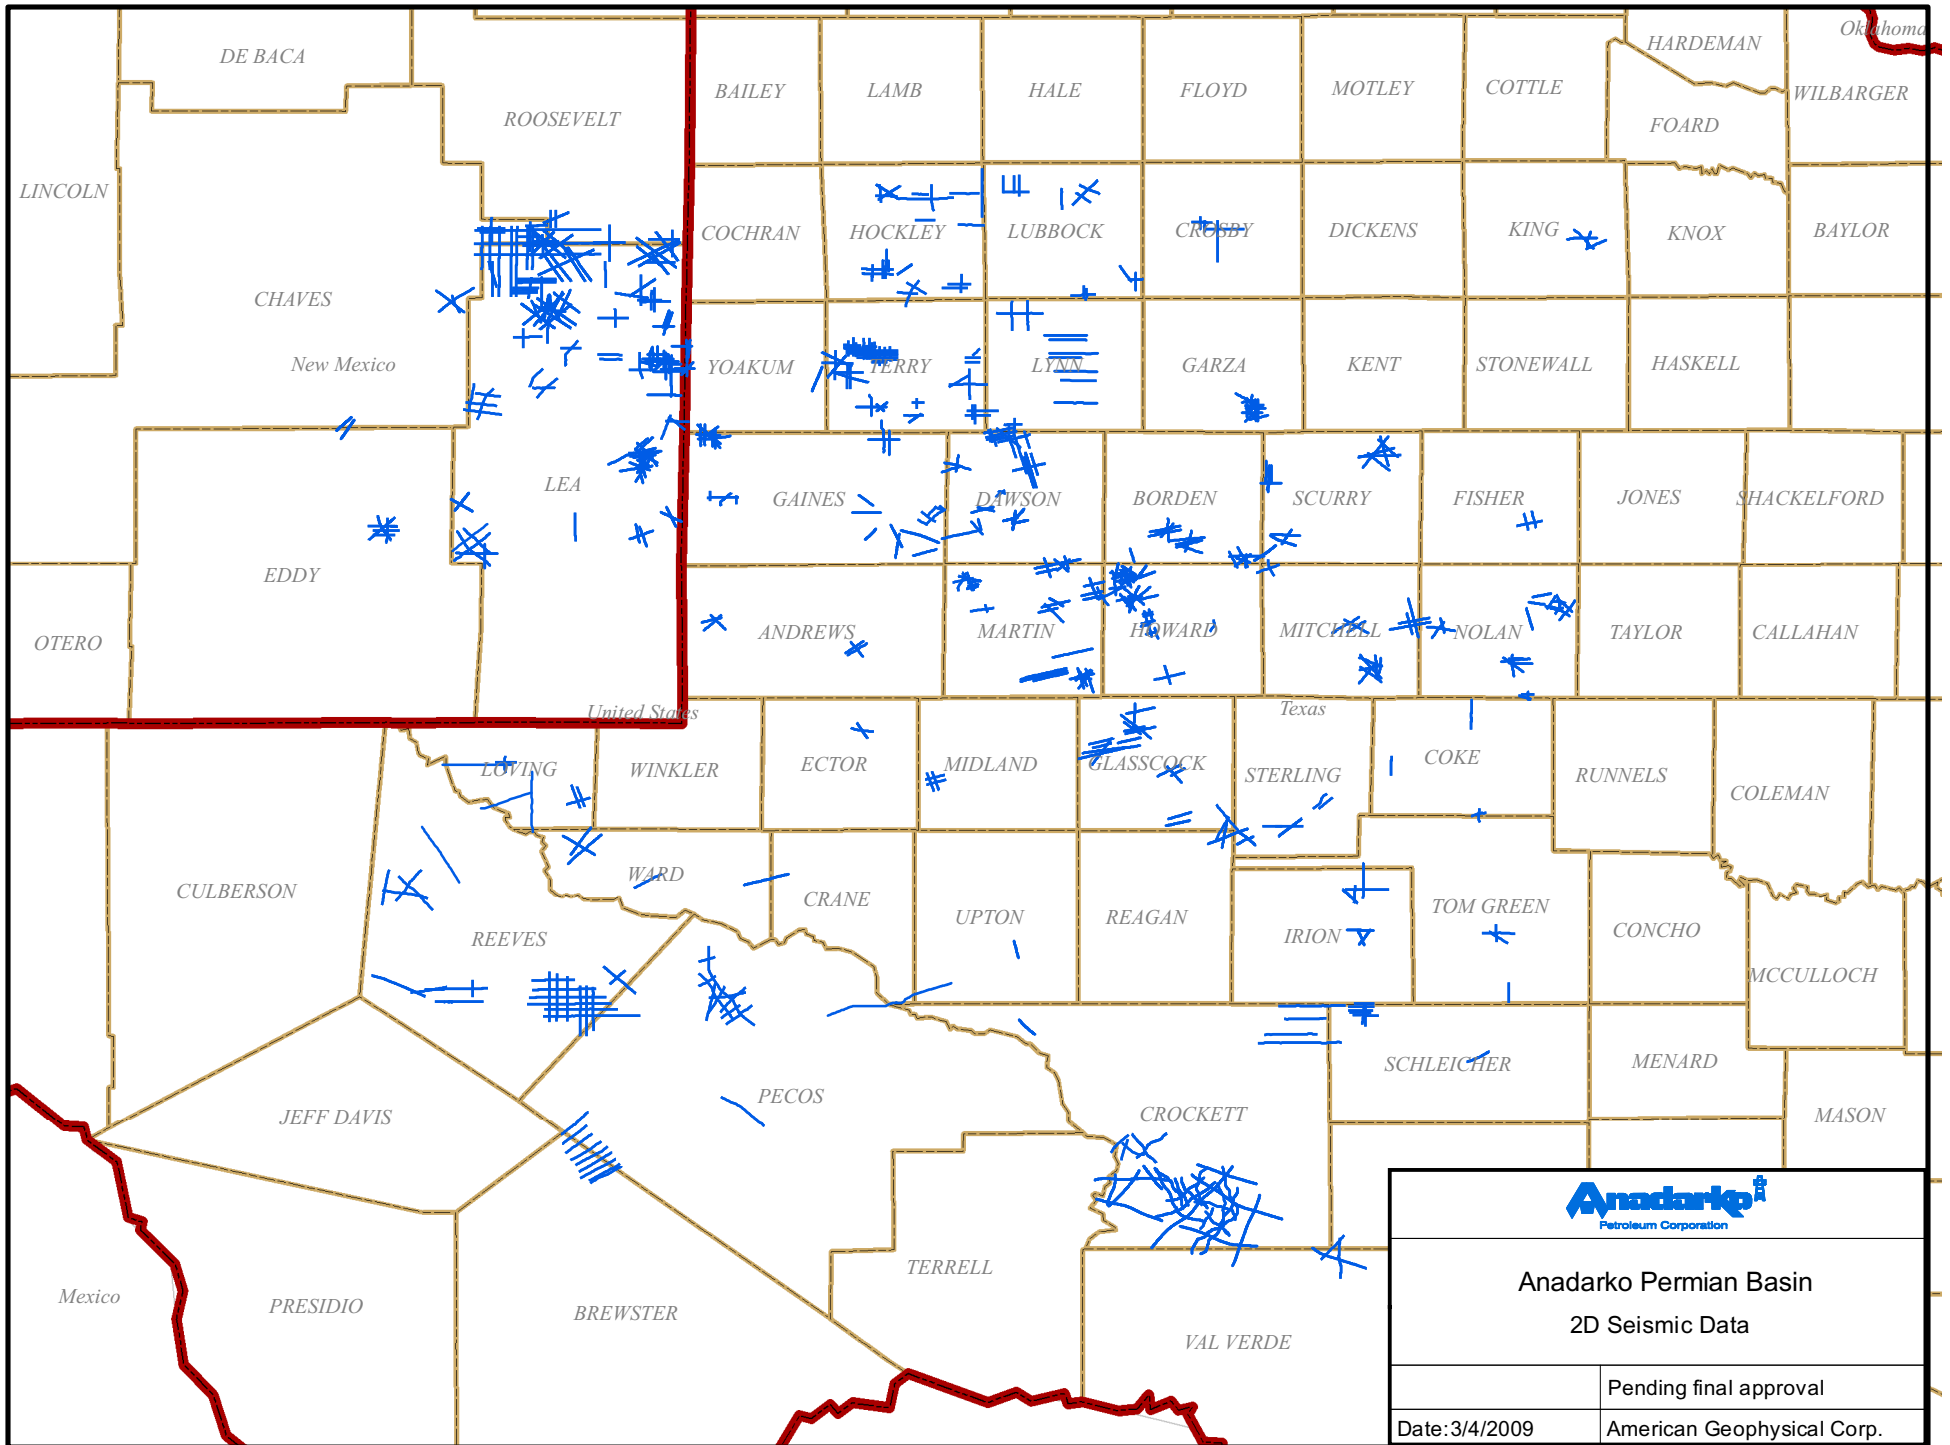 DE BACA
HARDEMAN
Oklahoma
BAILEY
LAMB
HALE
FLOYD
MOTLEY
COTTLE
WILBARGER
ROOSEVELT
FOARD
LINCOLN
COCHRAN
HOCKLEY
LUBBOCK
CROSBY
DICKENS
KING
KNOX
BAYLOR
CHAVES
New Mexico
YOAKUM
TERRY
LYNN
GARZA
KENT
STONEWALL
HASKELL
LEA
GAINES
DAWSON
BORDEN
SCURRY
FISHER
JONES
SHACKELFORD
EDDY
OTERO
ANDREWS
MARTIN
HOWARD
MITCHELL
NOLAN
TAYLOR
CALLAHAN
United States
Texas
LOVING
WINKLER
ECTOR
MIDLAND
GLASSCOCK
STERLING
COKE
RUNNELS
COLEMAN
CULBERSON
WARD
CRANE
UPTON
REAGAN
IRION
TOM GREEN
CONCHO
REEVES
MCCULLOCH
SCHLEICHER
MENARD
JEFF DAVIS
PECOS
CROCKETT
MASON
TERRELL
Mexico
PRESIDIO
BREWSTER
VAL VERDE
Anadarko
Petroleum Corporation
Anadarko Permian Basin
2D Seismic Data
Pending final approval
Date:3/4/2009
American Geophysical Corp.